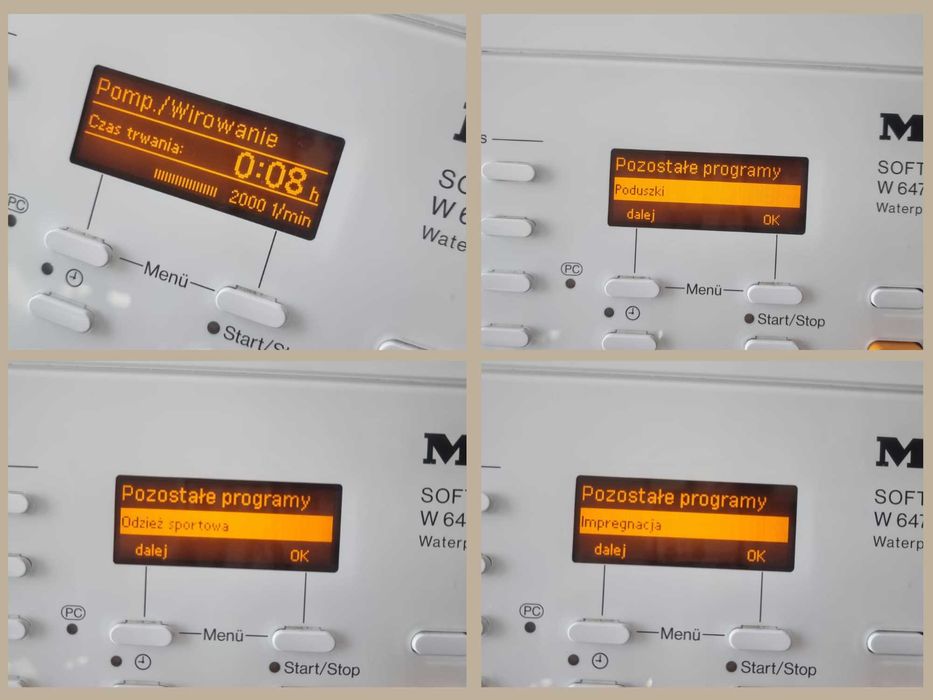 Pomp./Wirowanie
Czas trwania:
0:08 h
2000 1/min
PC
Menü
W 6
Wate
Pozostałe programy
Poduszki
dalej OK
M
SOFT
W 647
Waterp
PC
Menü
Start/Stop
Pozostałe programy
Odzież sportowa
dalej OK
M
SOFT
W 64
Waterp
PC
Menü
Start/Stop
Pozostałe programy
Impregnacja
dalej OK
M
SOFT
W 647
Waterp
PC
Menü
Start/Stop